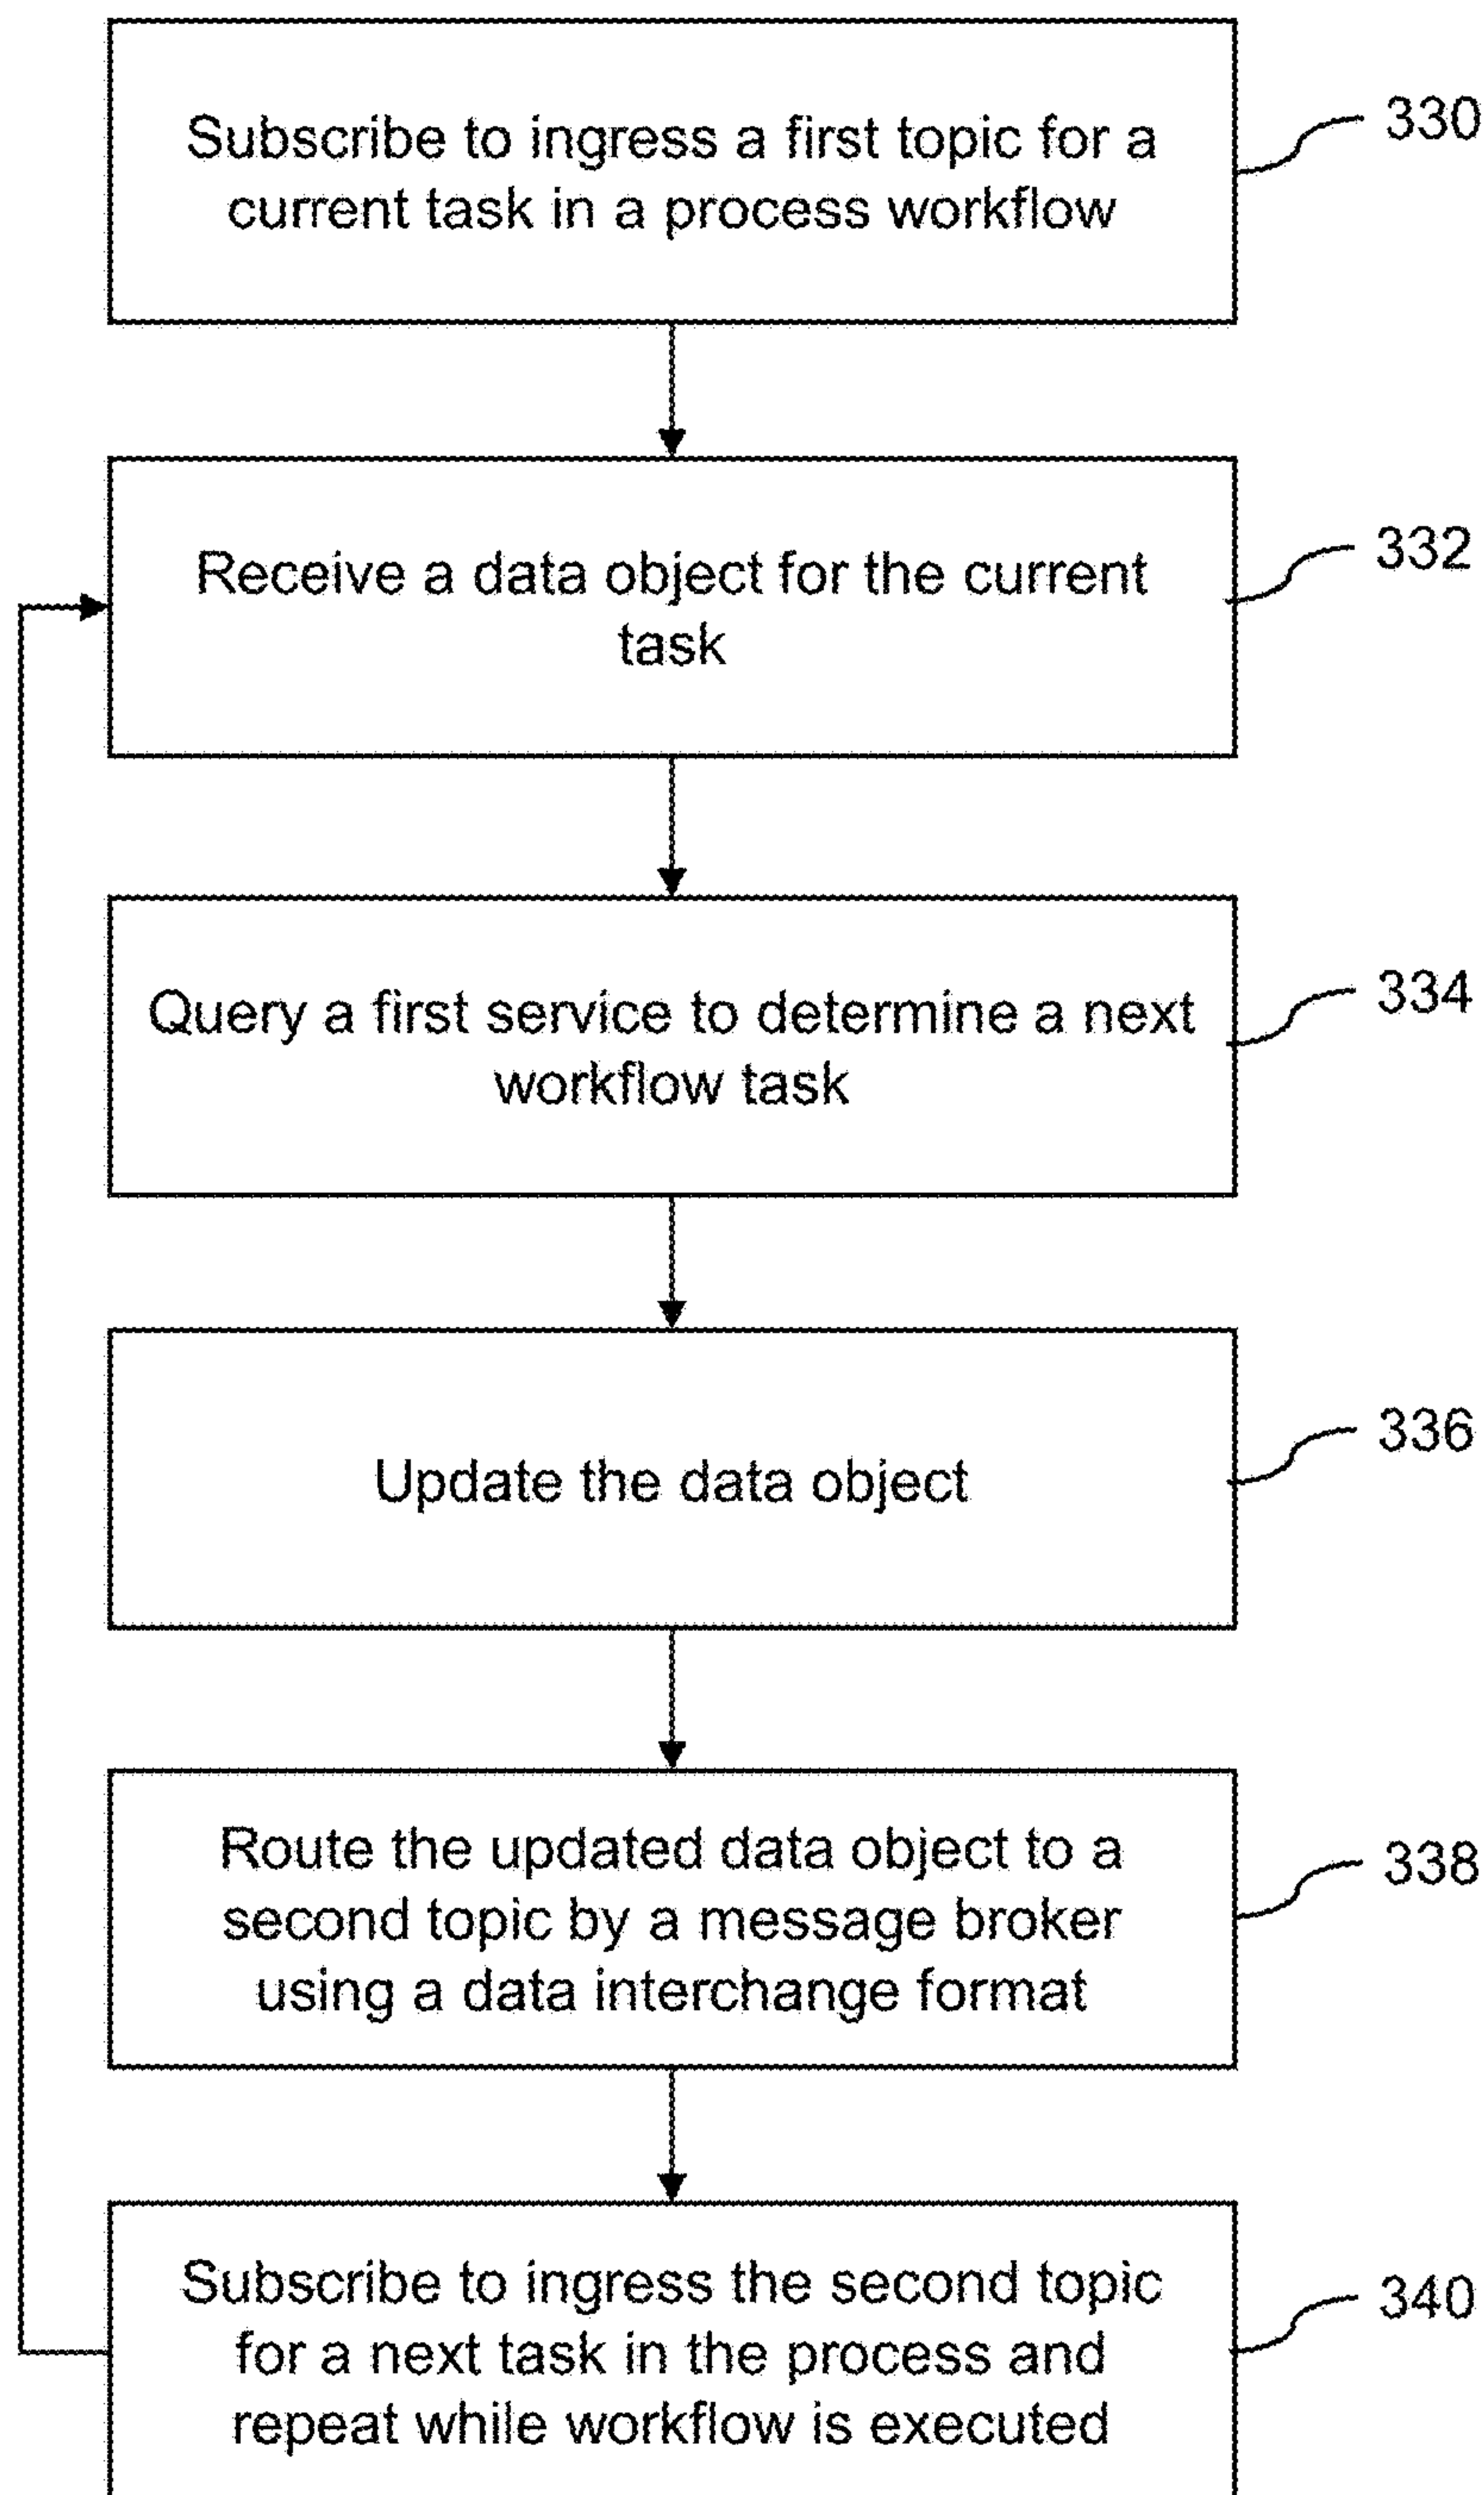 Subscribe to ingress a first topic for a
current task in a process workflow
330
Receive a data object for the current
task
332
Query a first service to determine a next
workflow task
334
Update the data object
336
Route the updated data object to a
second topic by a message broker
using a data interchange format
338
Subscribe to ingress the second topic
for a next task in the process and
repeat while workflow is executed
340